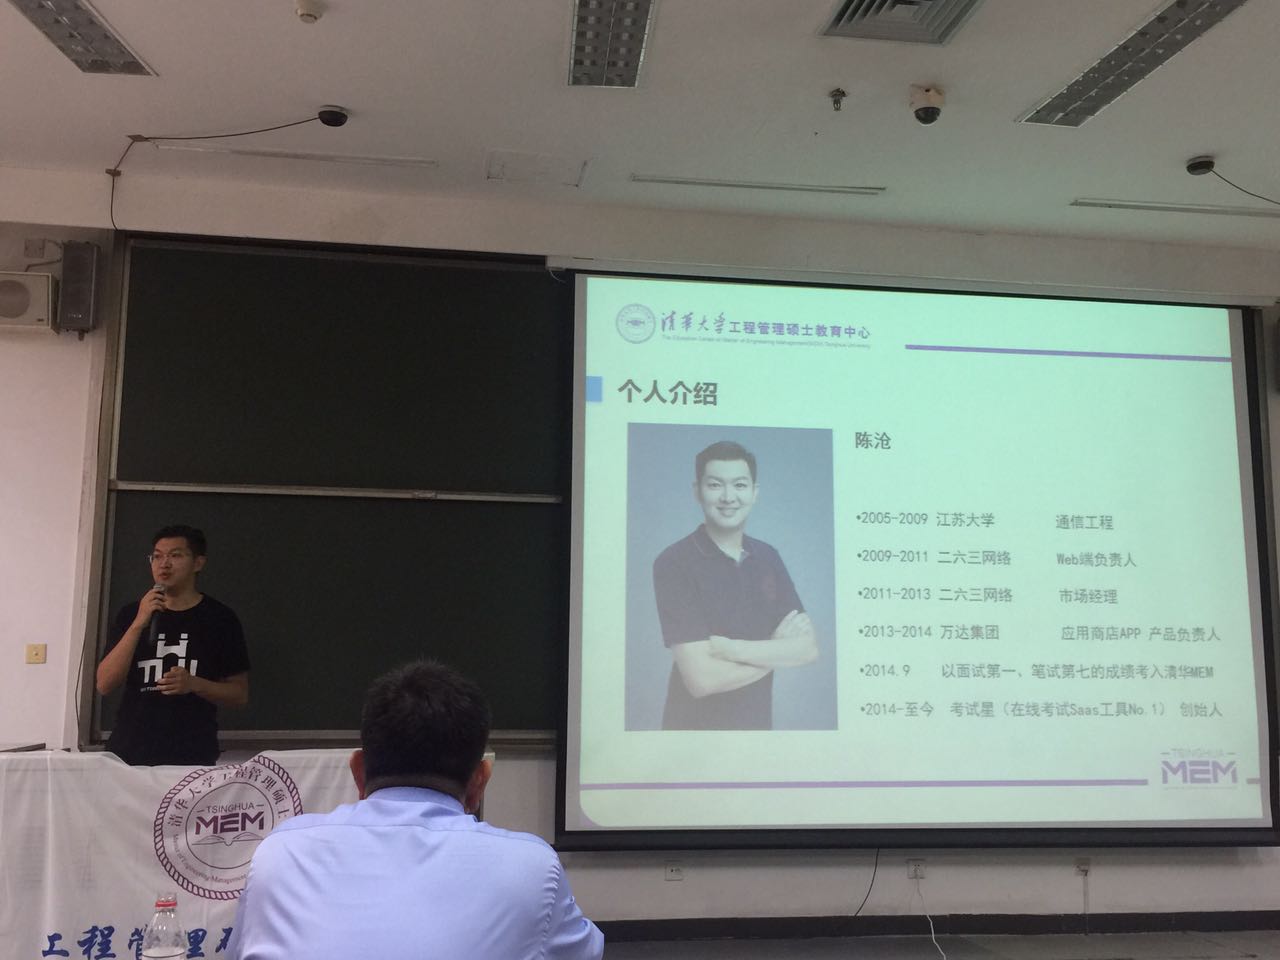 清华大学工程管理硕士教育中心
The Education Center of Master of Engineering Management(MEM), Tsinghua University
个人介绍
陈沧
•2005-2009 江苏大学 通信工程
•2009-2011 二六三网络 Web端负责人
•2011-2013 二六三网络 市场经理
•2013-2014 万达集团 应用商店APP 产品负责人
•2014.9 以面试第一、笔试第七的成绩考入清华MEM
•2014-至今 考试星（在线考试Saas工具No.1） 创始人
TSINGHUA
MEM
清华大学工程管理硕士
TSINGHUA
MEM
Master of Engineering Management
工程管理